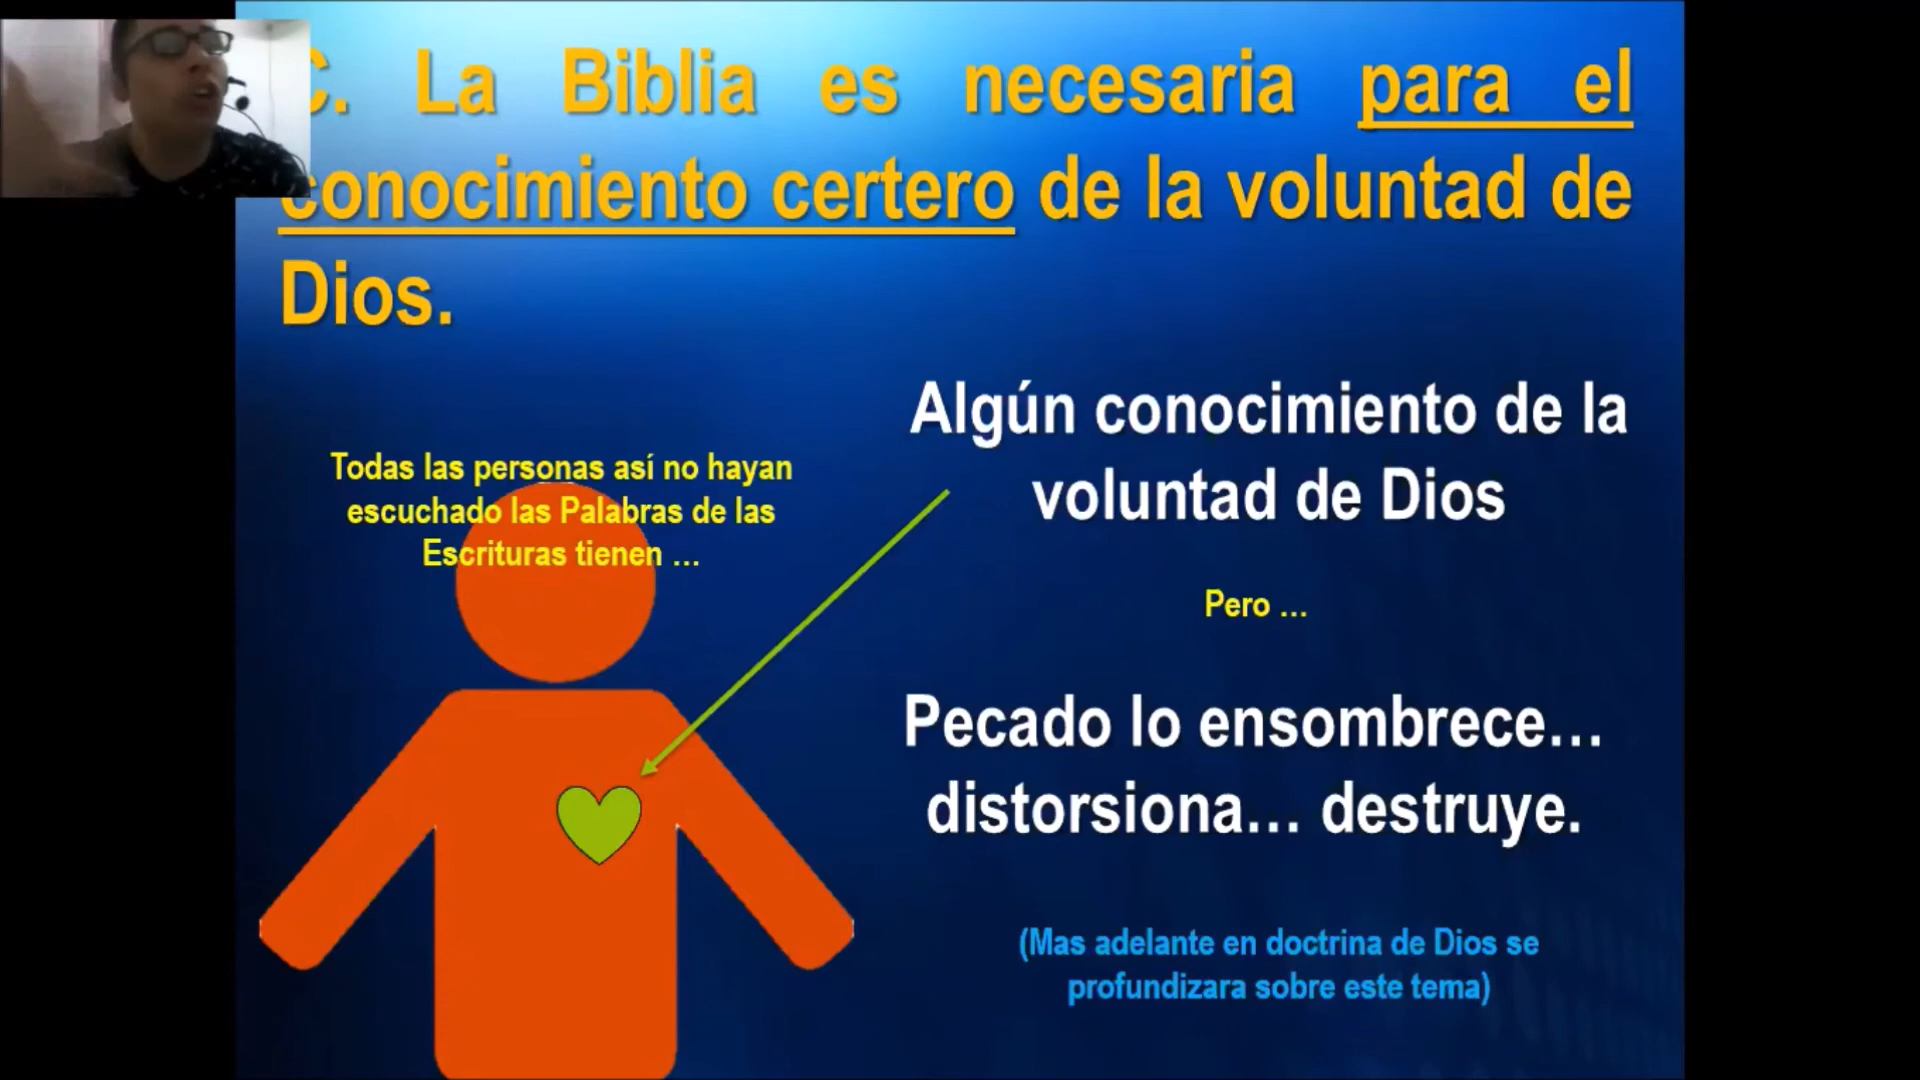 C. La Biblia es necesaria para el
conocimiento certero de la voluntad de
Dios.
Todas las personas así no hayan
escuchado las Palabras de las
Escrituras tienen …
Algún conocimiento de la
voluntad de Dios
Pero …
Pecado lo ensombrece…
distorsiona… destruye.
(Mas adelante en doctrina de Dios se
profundizara sobre este tema)